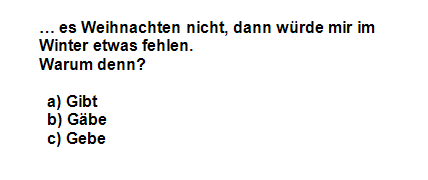 … es Weihnachten nicht, dann würde mir im
Winter etwas fehlen.
Warum denn?
a) Gibt
b) Gäbe
c) Gebe